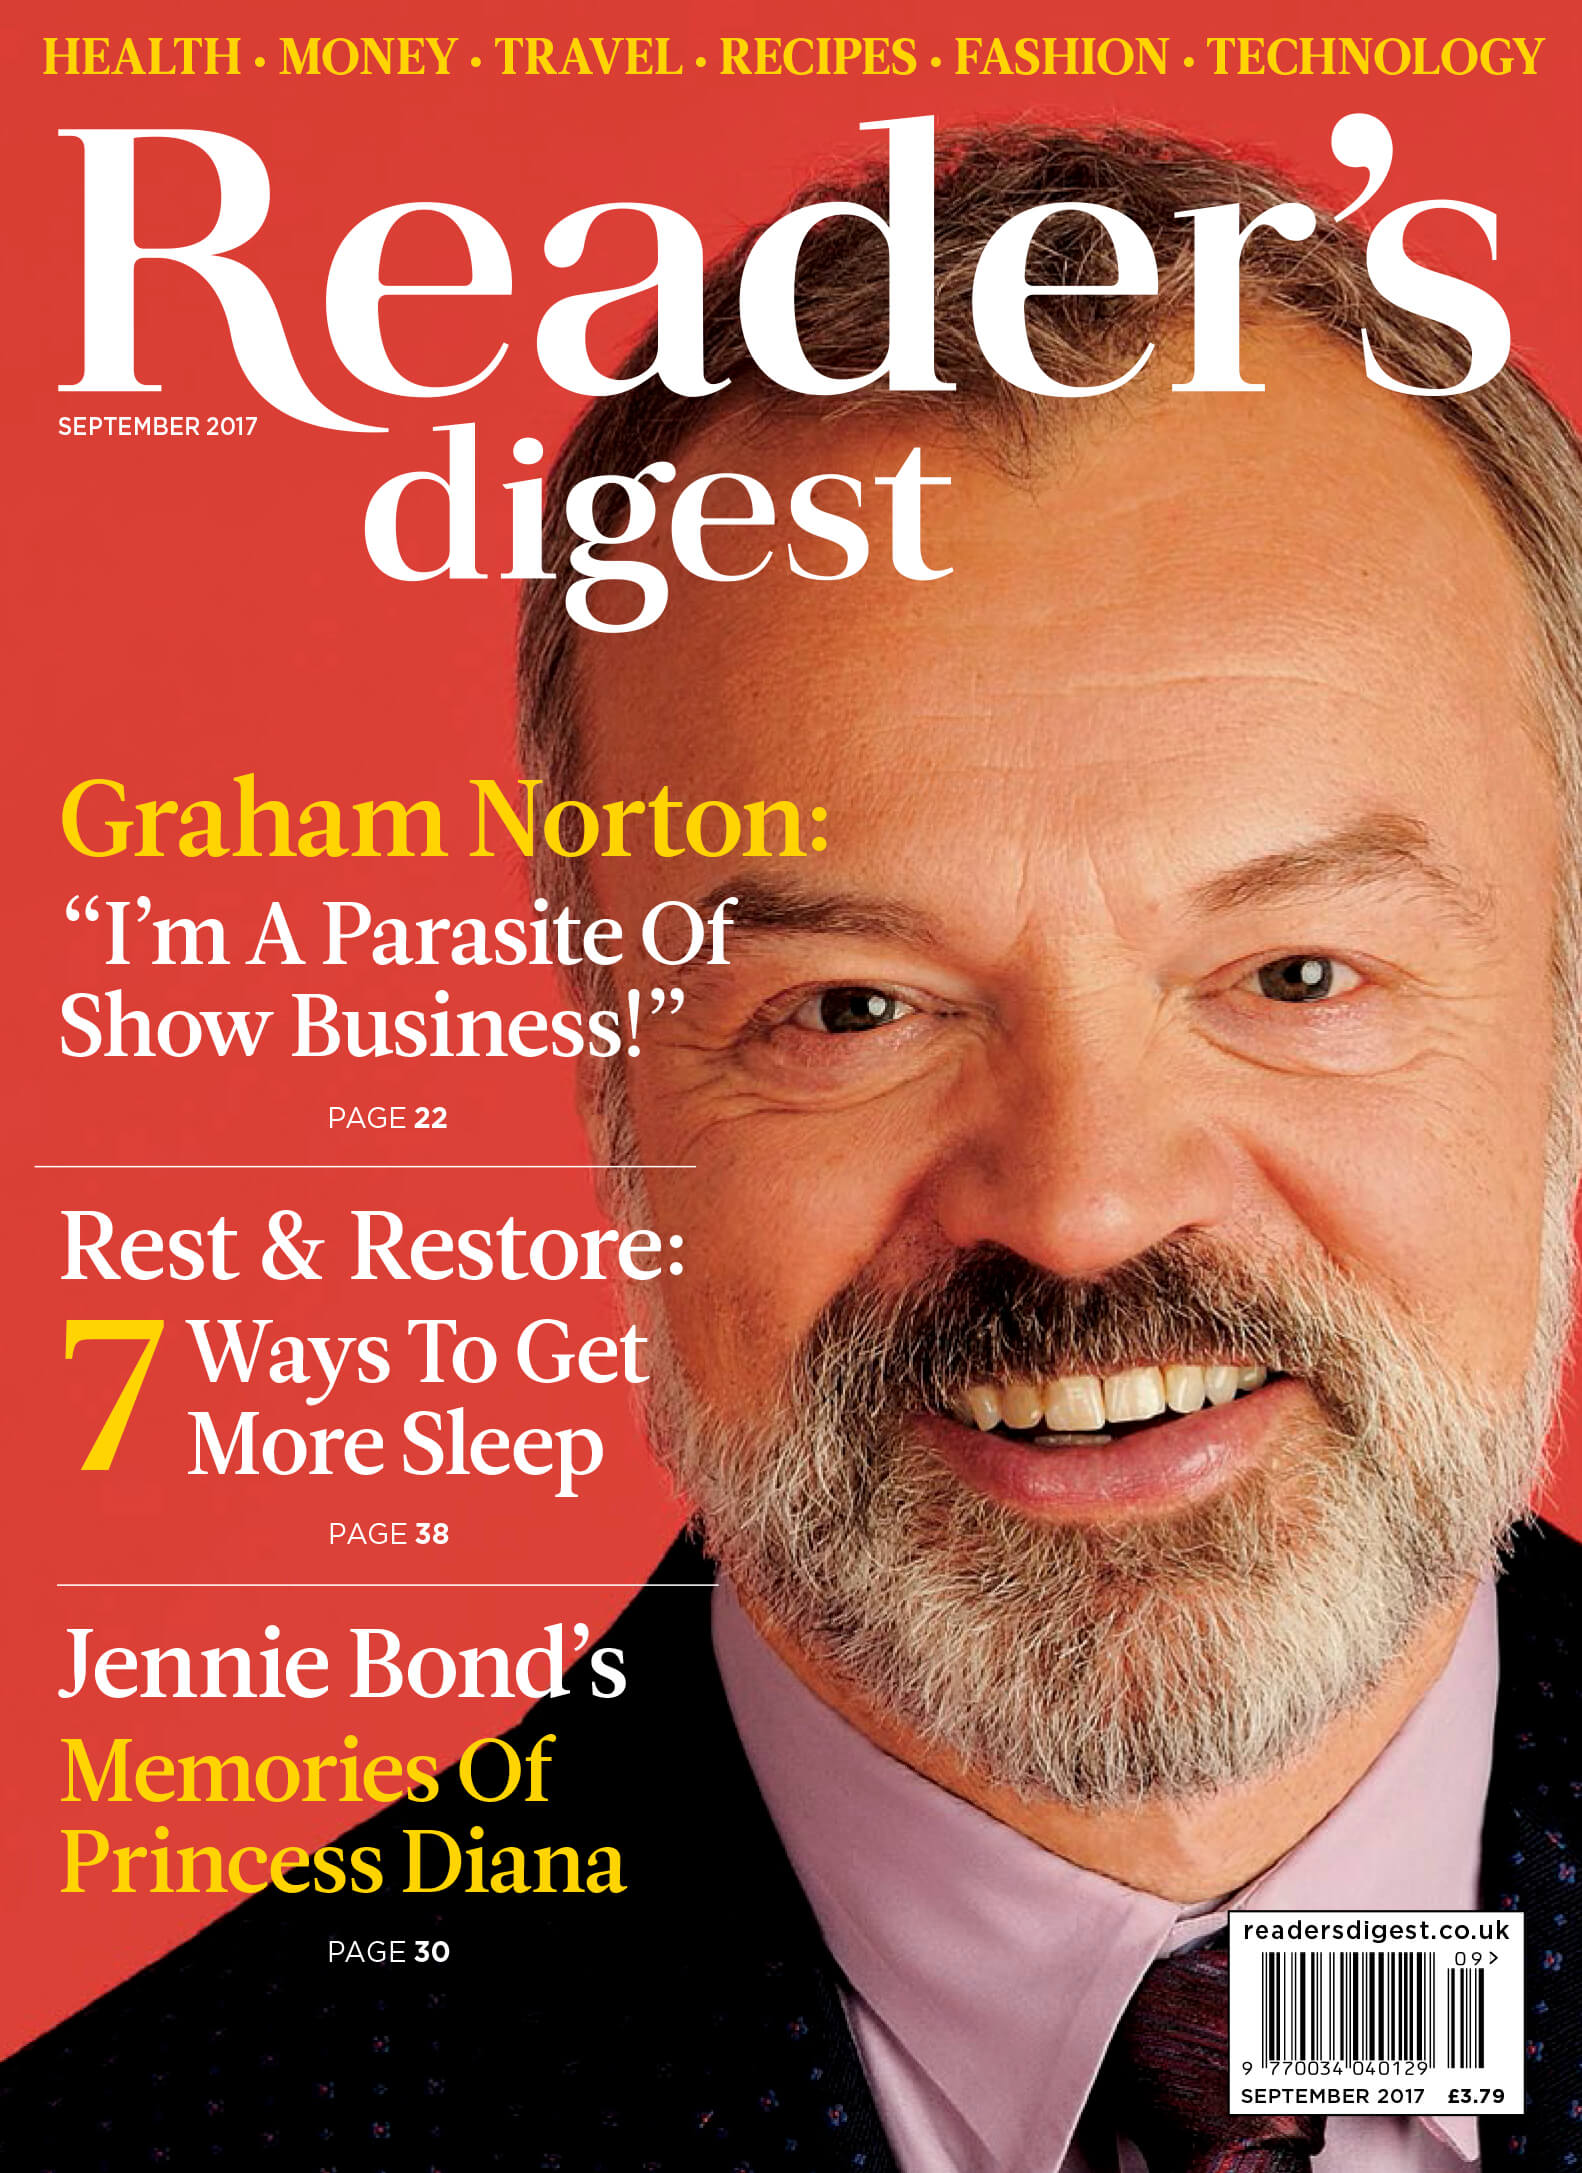 HEALTH · MONEY · TRAVEL · RECIPES · FASHION · TECHNOLOGY
Reader's
SEPTEMBER 2017
digest
Graham Norton:
“I’m A Parasite Of
Show Business!”
PAGE 22
Rest & Restore:
7 Ways To Get
More Sleep
PAGE 38
Jennie Bond’s
Memories Of
Princess Diana
PAGE 30
readersdigest.co.uk
09>
9 770034 040129
SEPTEMBER 2017 £3.79